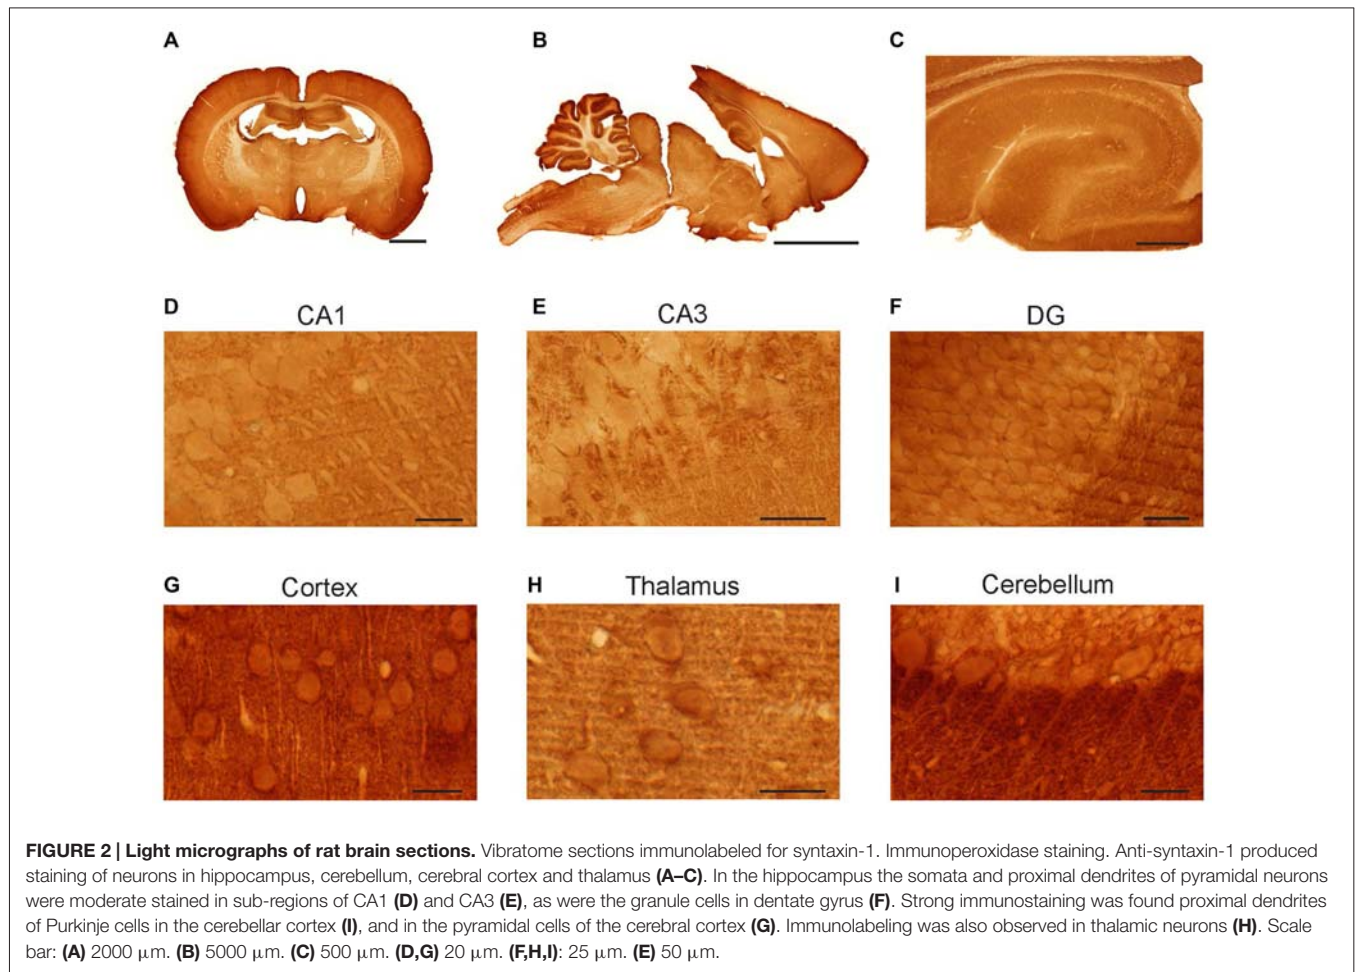 A
B
C
D
CA1
E
CA3
F
DG
G
Cortex
H
Thalamus
I
Cerebellum
FIGURE 2 | Light micrographs of rat brain sections. Vibratome sections immunolabeled for syntaxin-1. Immunoperoxidase staining. Anti-syntaxin-1 produced
staining of neurons in hippocampus, cerebellum, cerebral cortex and thalamus (A–C). In the hippocampus the somata and proximal dendrites of pyramidal neurons
were moderate stained in sub-regions of CA1 (D) and CA3 (E), as were the granule cells in dentate gyrus (F). Strong immunostaining was found proximal dendrites
of Purkinje cells in the cerebellar cortex (I), and in the pyramidal cells of the cerebral cortex (G). Immunolabeling was also observed in thalamic neurons (H). Scale
bar: (A) 2000 μm. (B) 5000 μm. (C) 500 μm. (D,G) 20 μm. (F,H,I): 25 μm. (E) 50 μm.